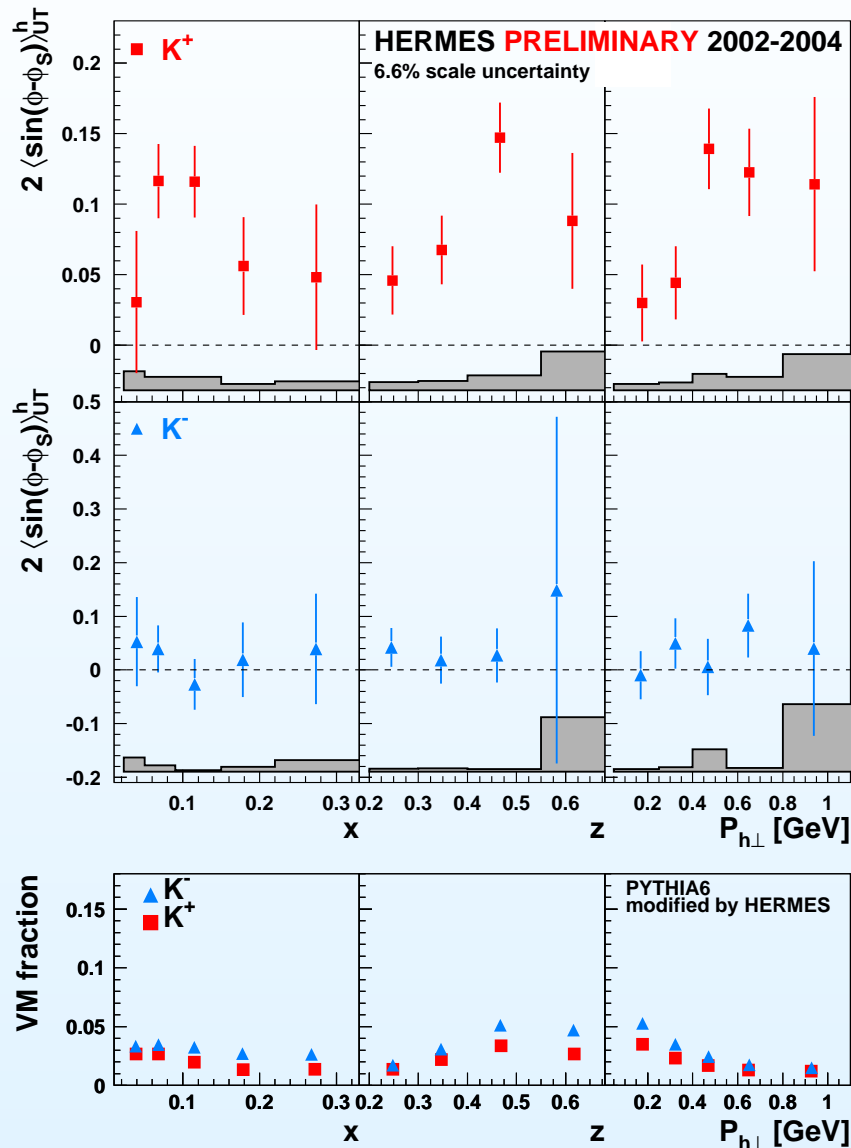 2 ⟨sin(ϕ-ϕS)⟩hUT
K+
HERMES PRELIMINARY 2002-2004
6.6% scale uncertainty
0.2
0.15
0.1
0.05
0
2 ⟨sin(ϕ-ϕS)⟩hUT
K-
0.5
0.4
0.3
0.2
0.1
0
-0.1
-0.2
0.1 0.2 0.3 0.2 0.3 0.4 0.5 0.6 0.2 0.4 0.6 0.8 1
x z Ph⊥ [GeV]
VM fraction
K-
K+
PYTHIA6
modified by HERMES
0.15
0.1
0.05
0
0.1 0.2 0.3 0.2 0.3 0.4 0.5 0.6 0.2 0.4 0.6 0.8 1
x z Ph⊥ [GeV]